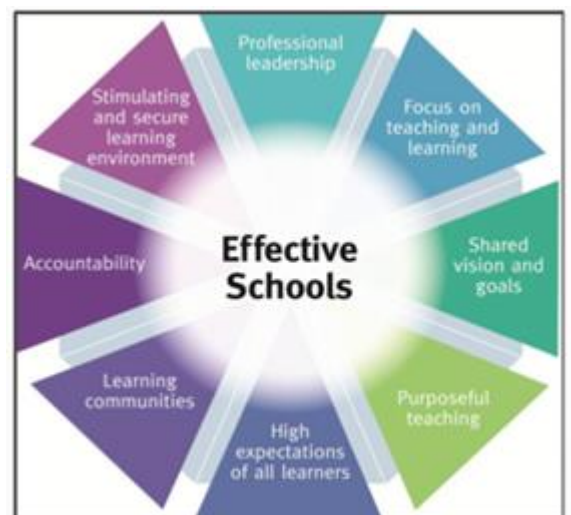 Professional
leadership
Focus on
teaching and
learning
Shared
vision and
goals
Purposeful
teaching
High
expectations
of all learners
Learning
communities
Accountability
Stimulating
and secure
learning
environment
Effective
Schools